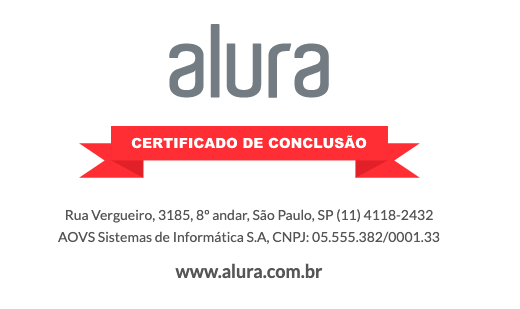 alura
CERTIFICADO DE CONCLUSÃO
Rua Vergueiro, 3185, 8º andar, São Paulo, SP (11) 4118-2432
AOVS Sistemas de Informática S.A, CNPJ: 05.555.382/0001.33
www.alura.com.br